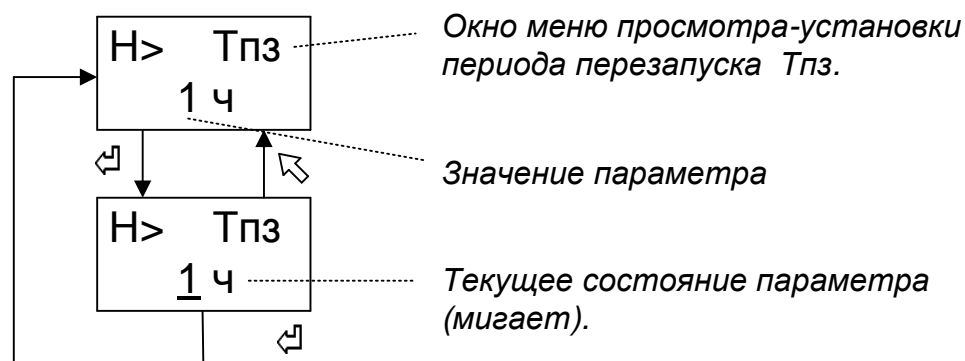 Н> Тпз
1 ч
Окно меню просмотра-установки
периода перезапуска Тпз.
Значение параметра
Н> Тпз
1 ч
Текущее состояние параметра
(мигает).